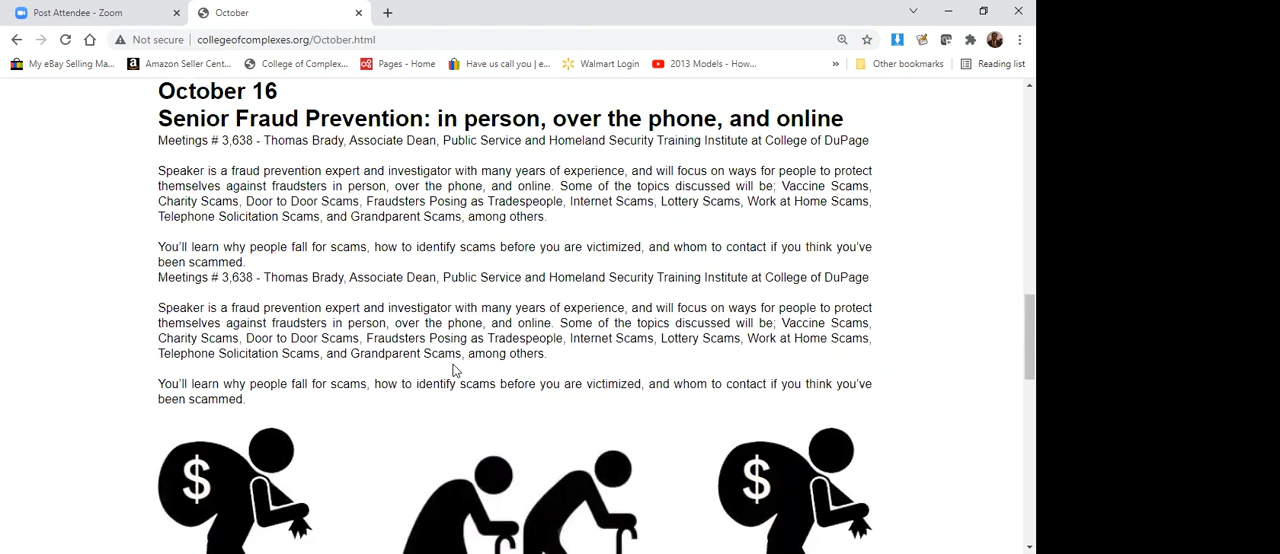 Post Attendee - Zoom
October
Not secure
collegeofcomplexes.org/October.html
My eBay Selling Ma...
Amazon Seller Cent...
College of Complex...
Pages - Home
Have us call you | e...
Walmart Login
2013 Models - How...
»
Other bookmarks
Reading list
October 16
Senior Fraud Prevention: in person, over the phone, and online
Meetings # 3,638 - Thomas Brady, Associate Dean, Public Service and Homeland Security Training Institute at College of DuPage
Speaker is a fraud prevention expert and investigator with many years of experience, and will focus on ways for people to protect
themselves against fraudsters in person, over the phone, and online. Some of the topics discussed will be; Vaccine Scams,
Charity Scams, Door to Door Scams, Fraudsters Posing as Tradespeople, Internet Scams, Lottery Scams, Work at Home Scams,
Telephone Solicitation Scams, and Grandparent Scams, among others.
You'll learn why people fall for scams, how to identify scams before you are victimized, and whom to contact if you think you've
been scammed.
Meetings # 3,638 - Thomas Brady, Associate Dean, Public Service and Homeland Security Training Institute at College of DuPage
Speaker is a fraud prevention expert and investigator with many years of experience, and will focus on ways for people to protect
themselves against fraudsters in person, over the phone, and online. Some of the topics discussed will be; Vaccine Scams,
Charity Scams, Door to Door Scams, Fraudsters Posing as Tradespeople, Internet Scams, Lottery Scams, Work at Home Scams,
Telephone Solicitation Scams, and Grandparent Scams, among others.
You'll learn why people fall for scams, how to identify scams before you are victimized, and whom to contact if you think you've
been scammed.
$ $